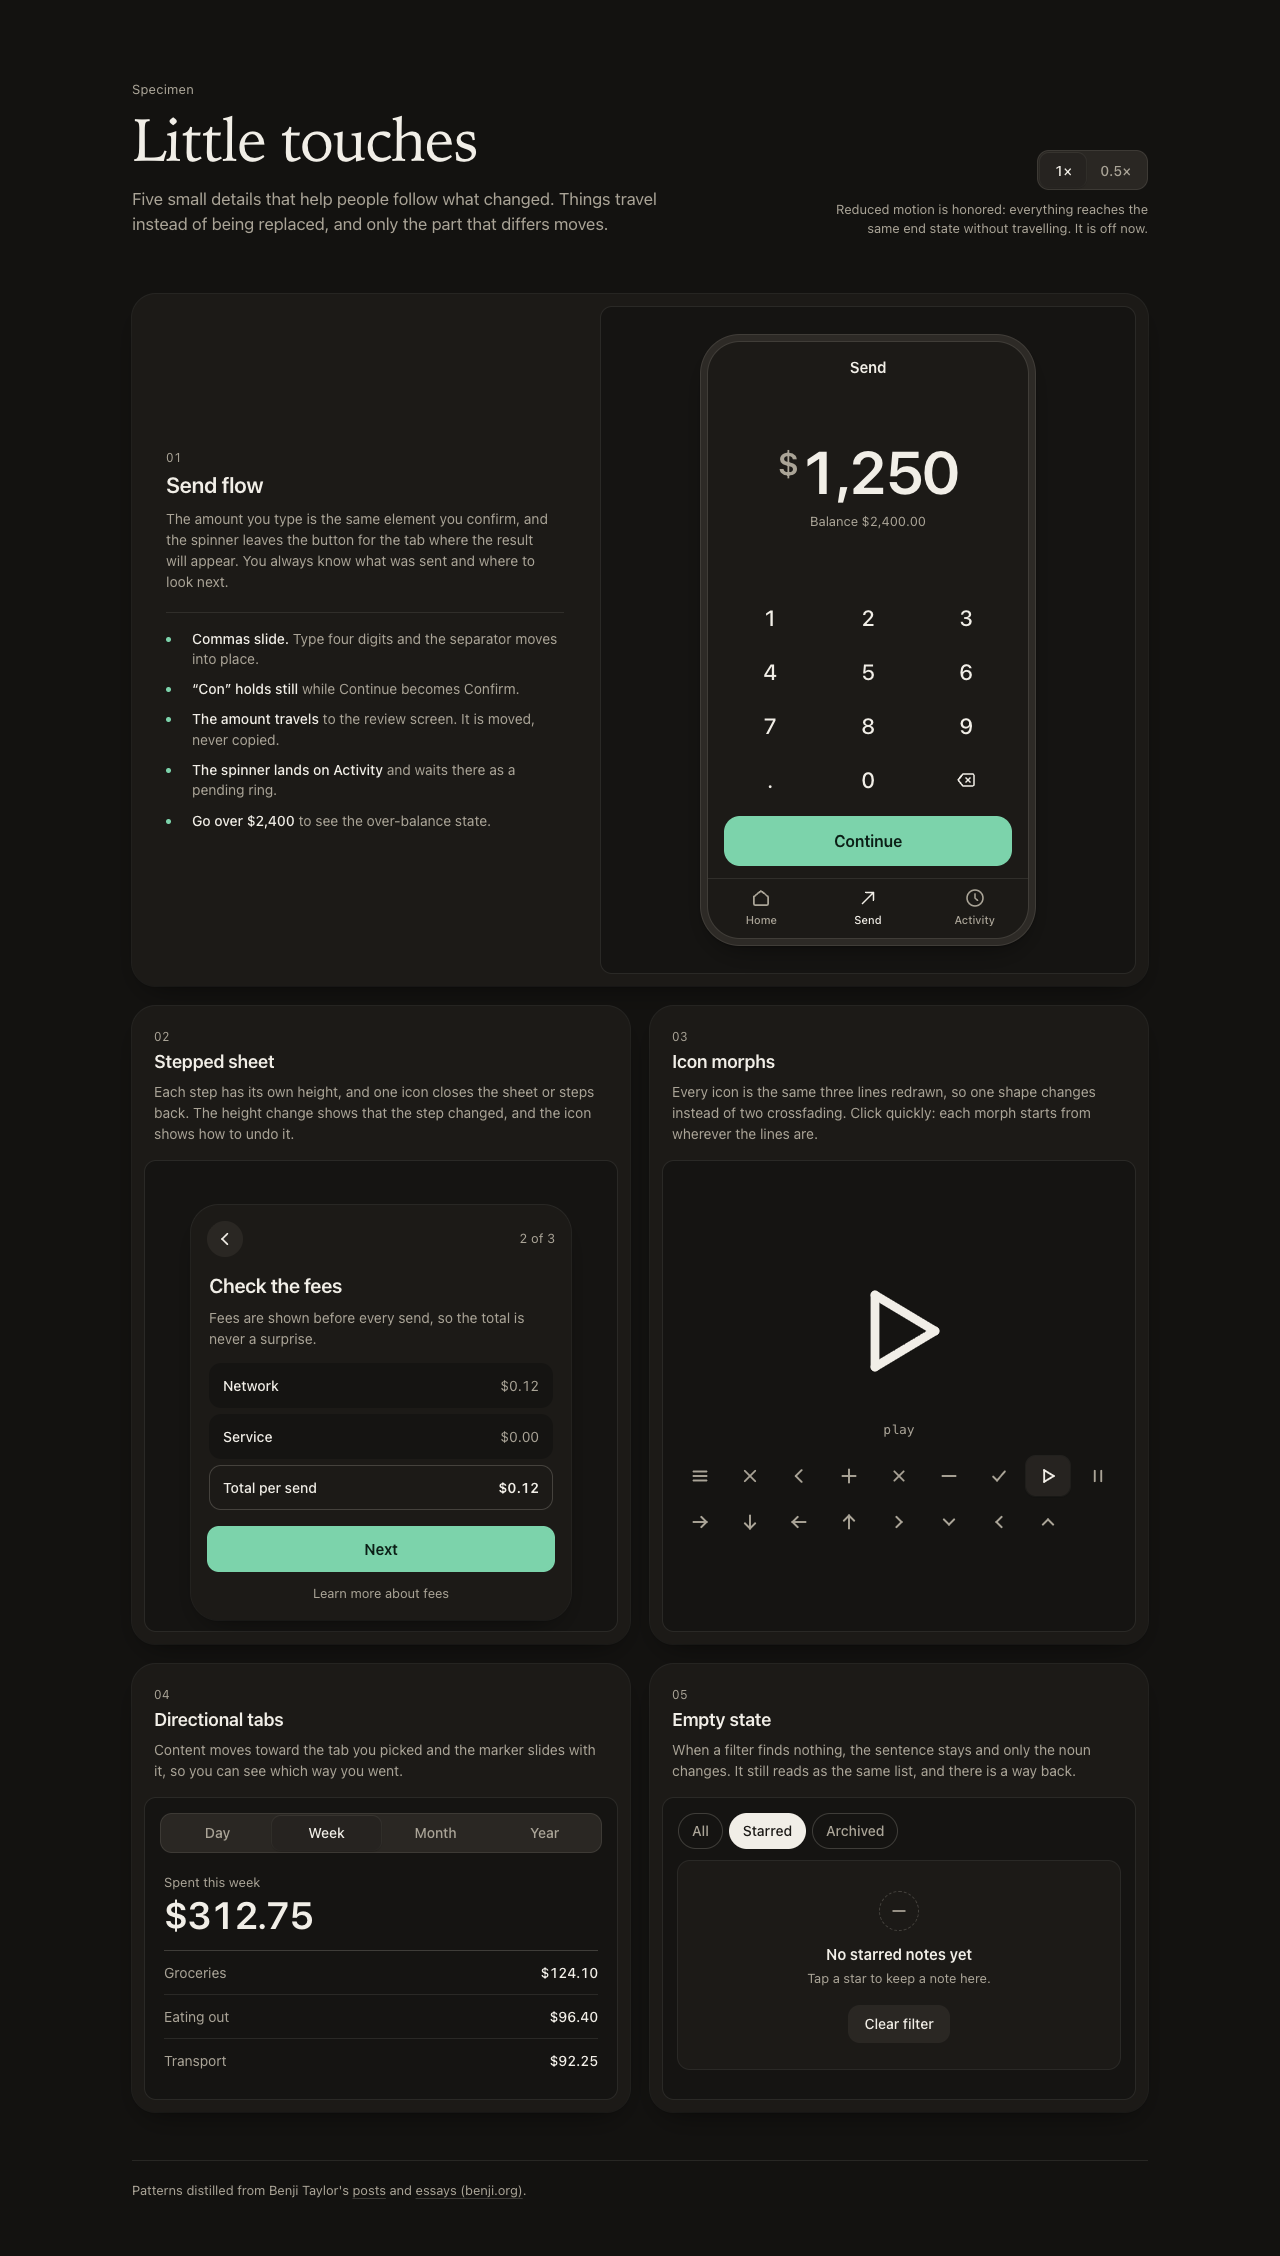 Specimen
Little touches
Five small details that help people follow what changed. Things travel
instead of being replaced, and only the part that differs moves.
1× 0.5×
Reduced motion is honored: everything reaches the
same end state without travelling. It is off now.
01
Send flow
The amount you type is the same element you confirm, and
the spinner leaves the button for the tab where the result
will appear. You always know what was sent and where to
look next.
Commas slide. Type four digits and the separator moves
into place.
“Con” holds still while Continue becomes Confirm.
The amount travels to the review screen. It is moved,
never copied.
The spinner lands on Activity and waits there as a
pending ring.
Go over $2,400 to see the over-balance state.
Send
$1,250
Balance $2,400.00
1 2 3
4 5 6
7 8 9
. 0
Continue
Home Send Activity
02
Stepped sheet
Each step has its own height, and one icon closes the sheet or steps
back. The height change shows that the step changed, and the icon
shows how to undo it.
2 of 3
Check the fees
Fees are shown before every send, so the total is
never a surprise.
Network $0.12
Service $0.00
Total per send $0.12
Next
Learn more about fees
03
Icon morphs
Every icon is the same three lines redrawn, so one shape changes
instead of two crossfading. Click quickly: each morph starts from
wherever the lines are.
play
04
Directional tabs
Content moves toward the tab you picked and the marker slides with
it, so you can see which way you went.
Day Week Month Year
Spent this week
$312.75
Groceries $124.10
Eating out $96.40
Transport $92.25
05
Empty state
When a filter finds nothing, the sentence stays and only the noun
changes. It still reads as the same list, and there is a way back.
All Starred Archived
No starred notes yet
Tap a star to keep a note here.
Clear filter
Patterns distilled from Benji Taylor's posts and essays (benji.org).